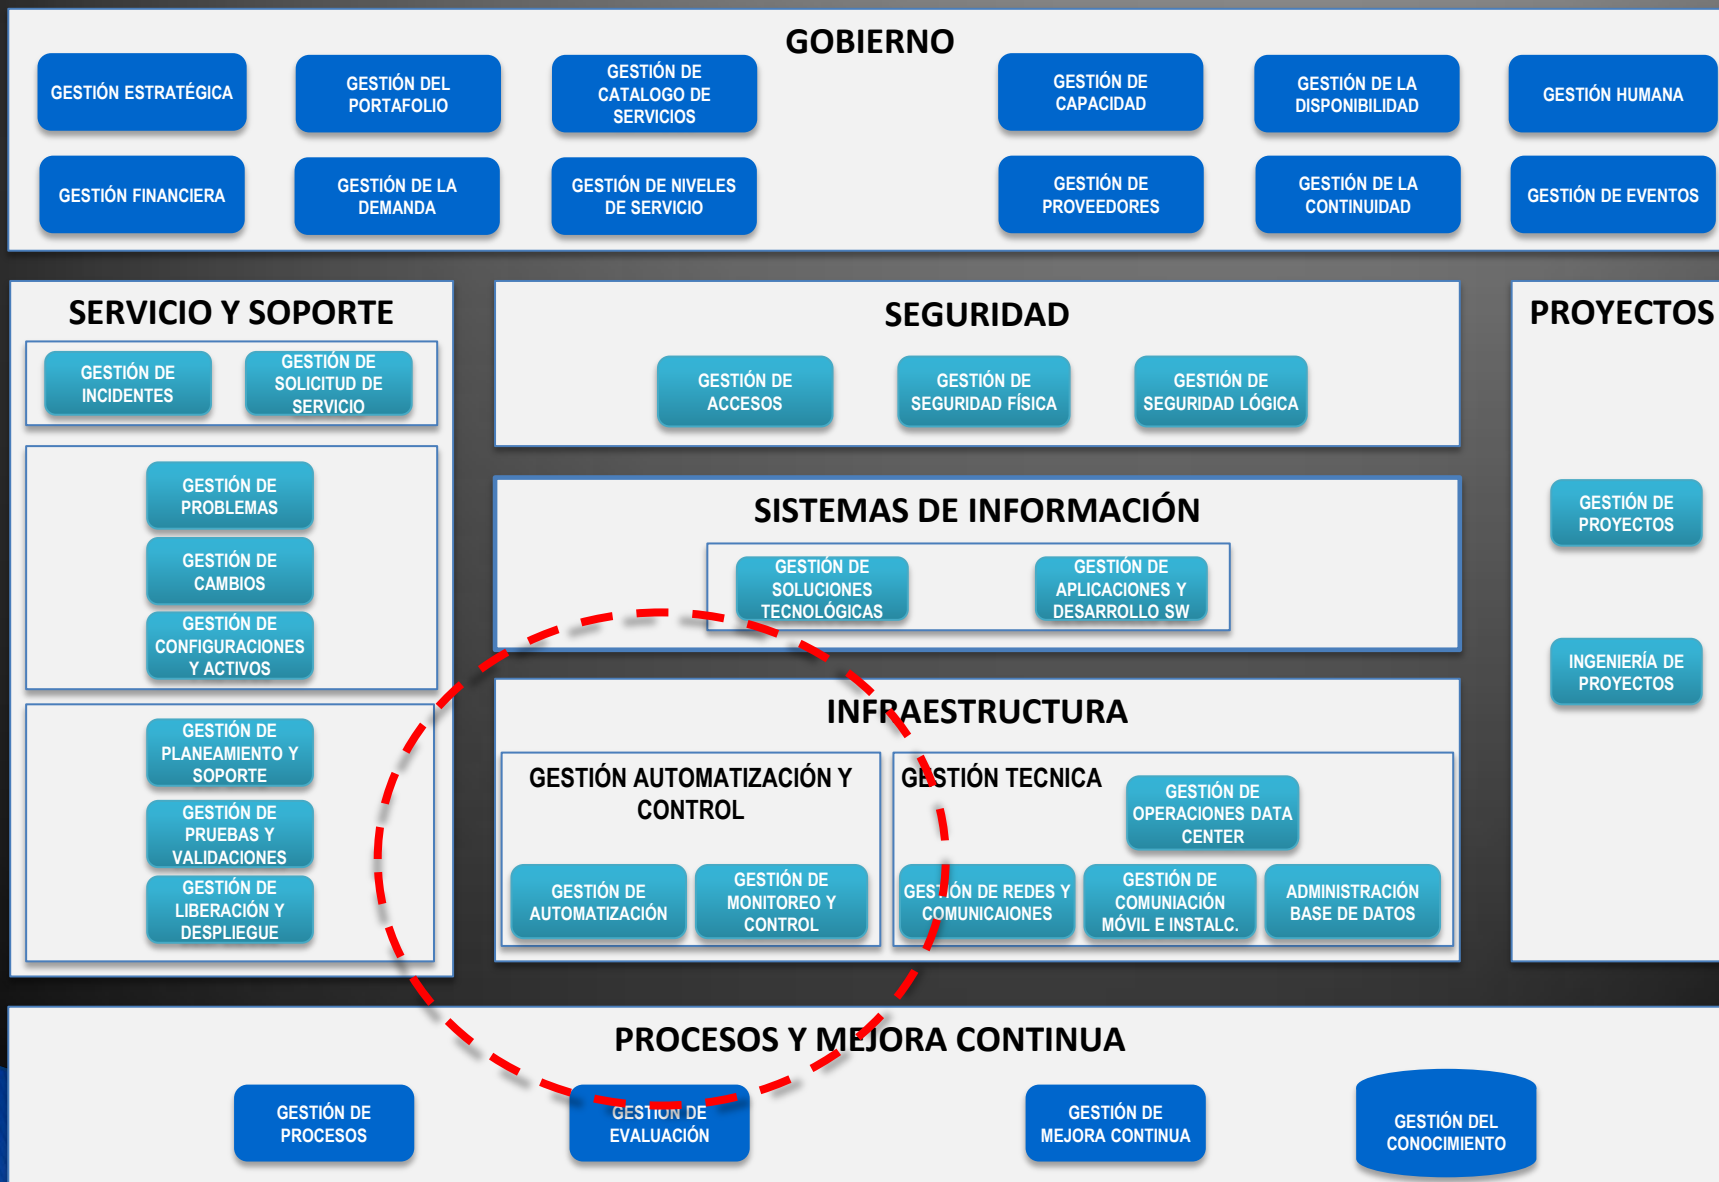 GOBIERNO
GESTIÓN ESTRATÉGICA
GESTIÓN DEL
PORTAFOLIO
GESTIÓN DE
CATALOGO DE
SERVICIOS
GESTIÓN DE
CAPACIDAD
GESTIÓN DE LA
DISPONIBILIDAD
GESTIÓN HUMANA
GESTIÓN FINANCIERA
GESTIÓN DE LA
DEMANDA
GESTIÓN DE NIVELES
DE SERVICIO
GESTIÓN DE
PROVEEDORES
GESTIÓN DE LA
CONTINUIDAD
GESTIÓN DE EVENTOS
SERVICIO Y SOPORTE
GESTIÓN DE
INCIDENTES
GESTIÓN DE
SOLICITUD DE
SERVICIO
GESTIÓN DE
PROBLEMAS
GESTIÓN DE
CAMBIOS
GESTIÓN DE
CONFIGURACIONES
Y ACTIVOS
GESTIÓN DE
PLANEAMIENTO Y
SOPORTE
GESTIÓN DE
PRUEBAS Y
VALIDACIONES
GESTIÓN DE
LIBERACIÓN Y
DESPLIEGUE
SEGURIDAD
GESTIÓN DE
ACCESOS
GESTIÓN DE
SEGURIDAD FÍSICA
GESTIÓN DE
SEGURIDAD LÓGICA
SISTEMAS DE INFORMACIÓN
GESTIÓN DE
SOLUCIONES
TECNOLÓGICAS
GESTIÓN DE
APLICACIONES Y
DESARROLLO SW
INFRAESTRUCTURA
GESTIÓN AUTOMATIZACIÓN Y
CONTROL
GESTIÓN DE
AUTOMATIZACIÓN
GESTIÓN DE
MONITOREO Y
CONTROL
GESTIÓN TECNICA
GESTIÓN DE
OPERACIONES DATA
CENTER
GESTIÓN DE REDES Y
COMUNICAIONES
GESTIÓN DE
COMUNIACIÓN
MÓVIL E INSTALC.
ADMINISTRACIÓN
BASE DE DATOS
PROYECTOS
GESTIÓN DE
PROYECTOS
INGENIERÍA DE
PROYECTOS
PROCESOS Y MEJORA CONTINUA
GESTIÓN DE
PROCESOS
GESTIÓN DE
EVALUACIÓN
GESTIÓN DE
MEJORA CONTINUA
GESTIÓN DEL
CONOCIMIENTO